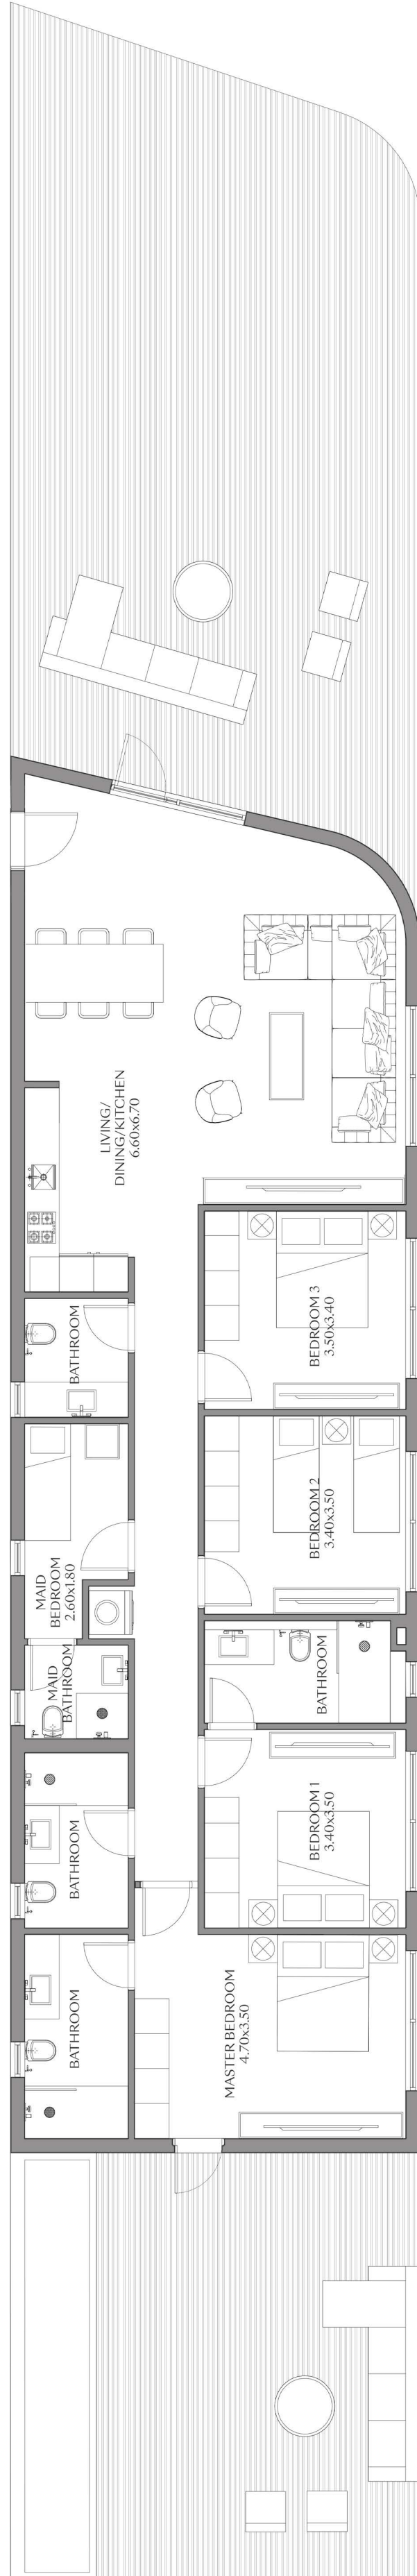 LIVING/
DINING/KITCHEN
6.60x6.70
BATHROOM
BEDROOM 3
3.50x3.40
MAID
BEDROOM
2.60x1.80
BEDROOM 2
3.40x3.50
MAID
BATHROOM
BATHROOM
BATHROOM
BEDROOM 1
3.40x3.50
BATHROOM
MASTER BEDROOM
4.70x3.50